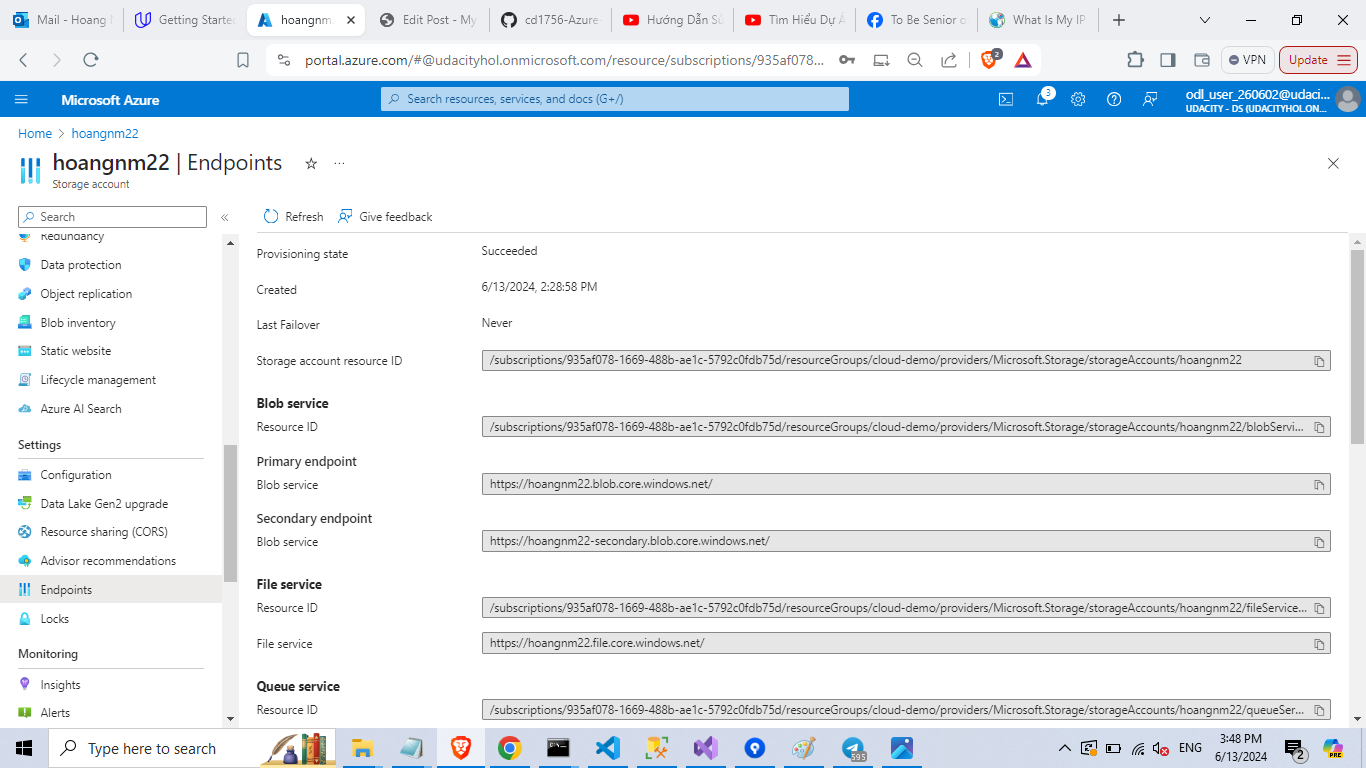 Mail - Hoang N
Getting Starte
hoangnm
Edit Post - My
cd1756-Azure
Hướng Dẫn Sử
Tìm Hiểu Dự Á
To Be Senior o
What Is My IP
portal.azure.com/#@udacityhol.onmicrosoft.com/resource/subscriptions/935af078...
2
VPN
Update
Microsoft Azure
Search resources, services, and docs (G+/)
3
odl_user_260602@udaci...
UDACITY - DS (UDACITYHOL.ON...
Home > hoangnm22
hoangnm22 | Endpoints
Storage account
Search
Refresh
Give feedback
Redundancy
Data protection
Object replication
Blob inventory
Static website
Lifecycle management
Azure AI Search
Settings
Configuration
Data Lake Gen2 upgrade
Resource sharing (CORS)
Advisor recommendations
Endpoints
Locks
Monitoring
Insights
Alerts
Provisioning state
Succeeded
Created
6/13/2024, 2:28:58 PM
Last Failover
Never
Storage account resource ID
/subscriptions/935af078-1669-488b-ae1c-5792c0fdb75d/resourceGroups/cloud-demo/providers/Microsoft.Storage/storageAccounts/hoangnm22
Blob service
Resource ID
/subscriptions/935af078-1669-488b-ae1c-5792c0fdb75d/resourceGroups/cloud-demo/providers/Microsoft.Storage/storageAccounts/hoangnm22/blobServi...
Primary endpoint
Blob service
https://hoangnm22.blob.core.windows.net/
Secondary endpoint
Blob service
https://hoangnm22-secondary.blob.core.windows.net/
File service
Resource ID
/subscriptions/935af078-1669-488b-ae1c-5792c0fdb75d/resourceGroups/cloud-demo/providers/Microsoft.Storage/storageAccounts/hoangnm22/fileService...
File service
https://hoangnm22.file.core.windows.net/
Queue service
Resource ID
/subscriptions/935af078-1669-488b-ae1c-5792c0fdb75d/resourceGroups/cloud-demo/providers/Microsoft.Storage/storageAccounts/hoangnm22/queueSer...
Type here to search
595
ENG
3:48 PM
6/13/2024
2
PRE